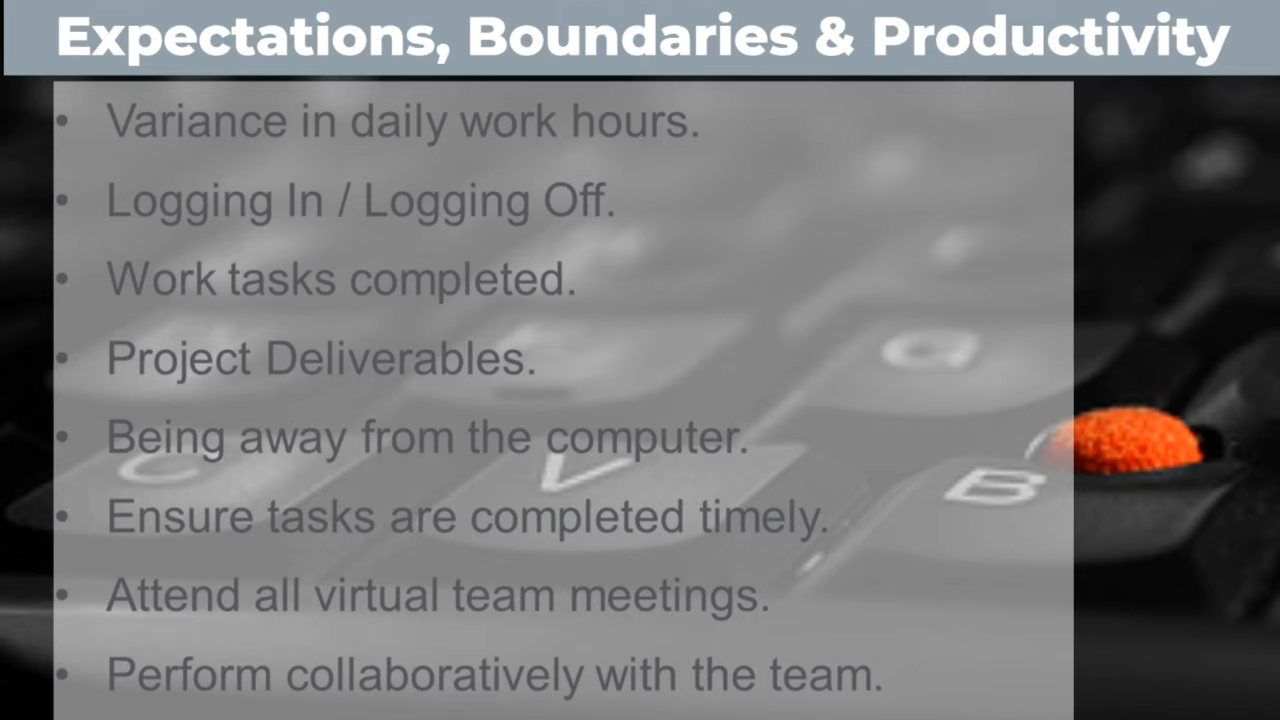 Expectations, Boundaries & Productivity
• Variance in daily work hours.
• Logging In / Logging Off.
• Work tasks completed.
• Project Deliverables.
• Being away from the computer.
• Ensure tasks are completed timely.
• Attend all virtual team meetings.
• Perform collaboratively with the team.
G
C V B